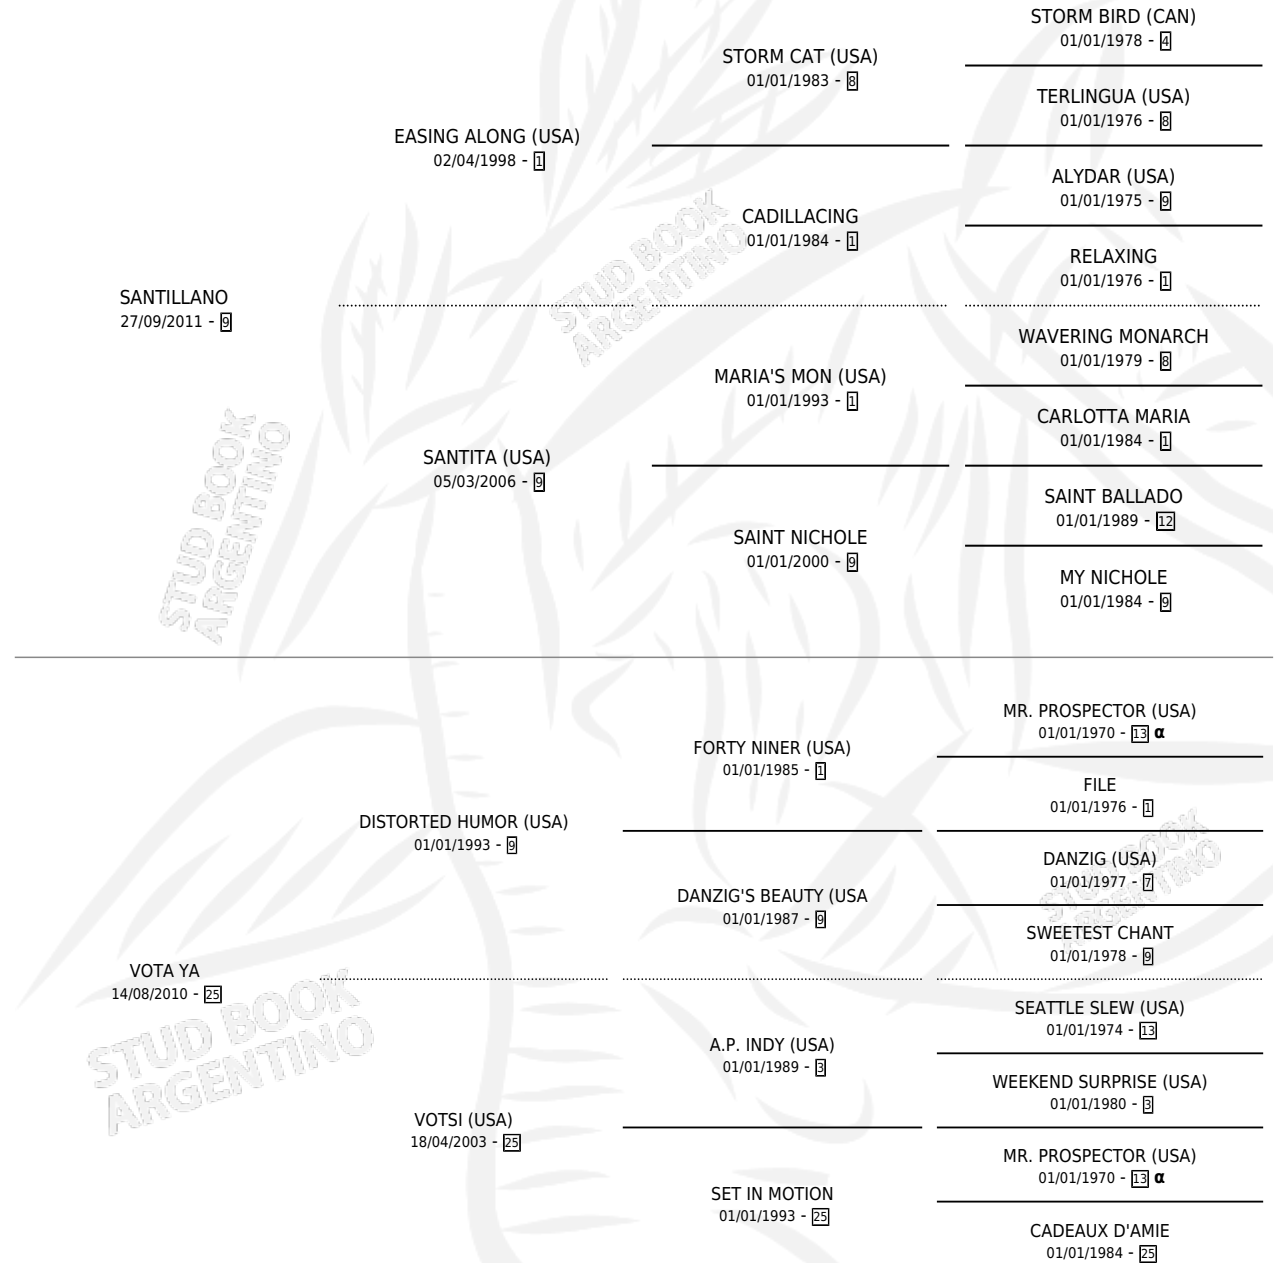 STORM BIRD (CAN)
01/01/1978 - 4
STORM CAT (USA)
01/01/1983 - 8
TERLINGUA (USA)
01/01/1976 - 8
EASING ALONG (USA)
02/04/1998 - 1
ALYDAR (USA)
01/01/1975 - 9
CADILLACING
01/01/1984 - 1
RELAXING
01/01/1976 - 1
SANTILLANO
27/09/2011 - 9
WAVERING MONARCH
01/01/1979 - 8
MARIA'S MON (USA)
01/01/1993 - 1
CARLOTTA MARIA
01/01/1984 - 1
SANTITA (USA)
05/03/2006 - 9
SAINT BALLADO
01/01/1989 - 12
SAINT NICHOLE
01/01/2000 - 9
MY NICHOLE
01/01/1984 - 9
MR. PROSPECTOR (USA)
01/01/1970 - 13 α
FORTY NINER (USA)
01/01/1985 - 1
FILE
01/01/1976 - 1
DISTORTED HUMOR (USA)
01/01/1993 - 9
DANZIG (USA)
01/01/1977 - 7
DANZIG'S BEAUTY (USA
01/01/1987 - 9
SWEETEST CHANT
01/01/1978 - 9
VOTA YA
14/08/2010 - 25
SEATTLE SLEW (USA)
01/01/1974 - 13
A.P. INDY (USA)
01/01/1989 - 3
WEEKEND SURPRISE (USA)
01/01/1980 - 3
VOTSI (USA)
18/04/2003 - 25
MR. PROSPECTOR (USA)
01/01/1970 - 13 α
SET IN MOTION
01/01/1993 - 25
CADEAUX D'AMIE
01/01/1984 - 25
STUD BOOK
ARGENTINO
STUD BOOK
ARGENTINO
STUD BOOK
ARGENTINO
STUD BOOK
ARGENTINO